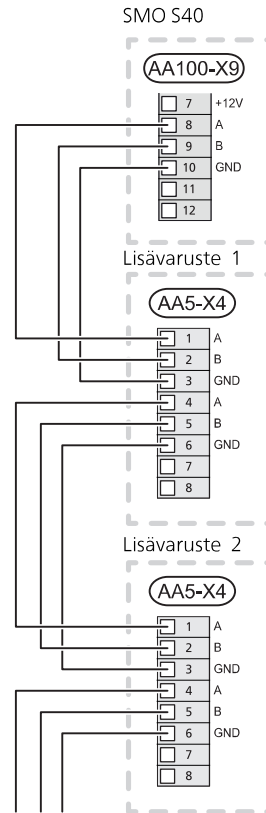 SMO S40
AA100-X9
7 +12V
8 A
9 B
10 GND
11
12
Lisävaruste 1
AA5-X4
1 A
2 B
3 GND
4 A
5 B
6 GND
7
8
Lisävaruste 2
AA5-X4
1 A
2 B
3 GND
4 A
5 B
6 GND
7
8